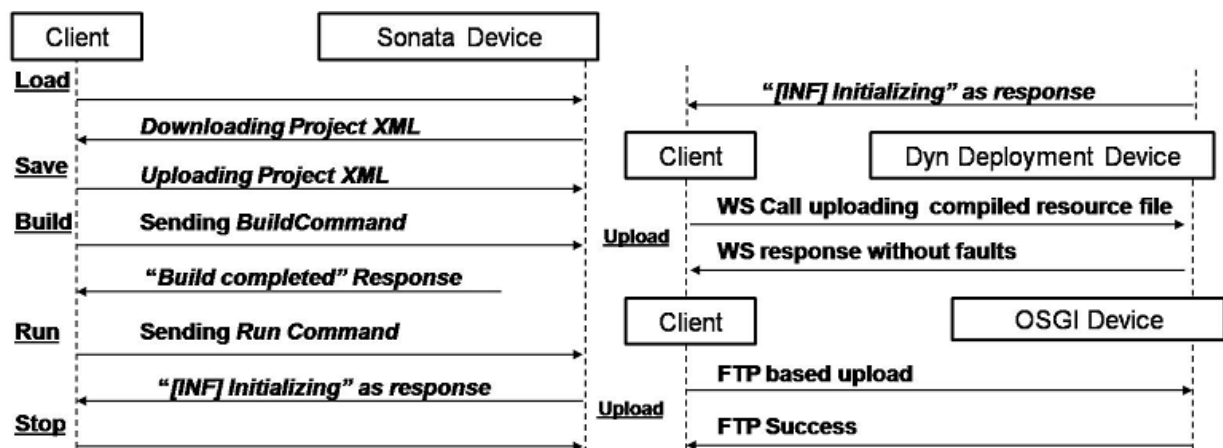 Client
Sonata Device
Load
Downloading Project XML
Save
Uploading Project XML
Build
Sending BuildCommand
“Build completed” Response
Run
Sending Run Command
“[INF] Initializing” as response
Stop
“[INF] Initializing” as response
Client
Dyn Deployment Device
WS Call uploading compiled resource file
Upload
WS response without faults
Client
OSGI Device
FTP based upload
Upload
FTP Success